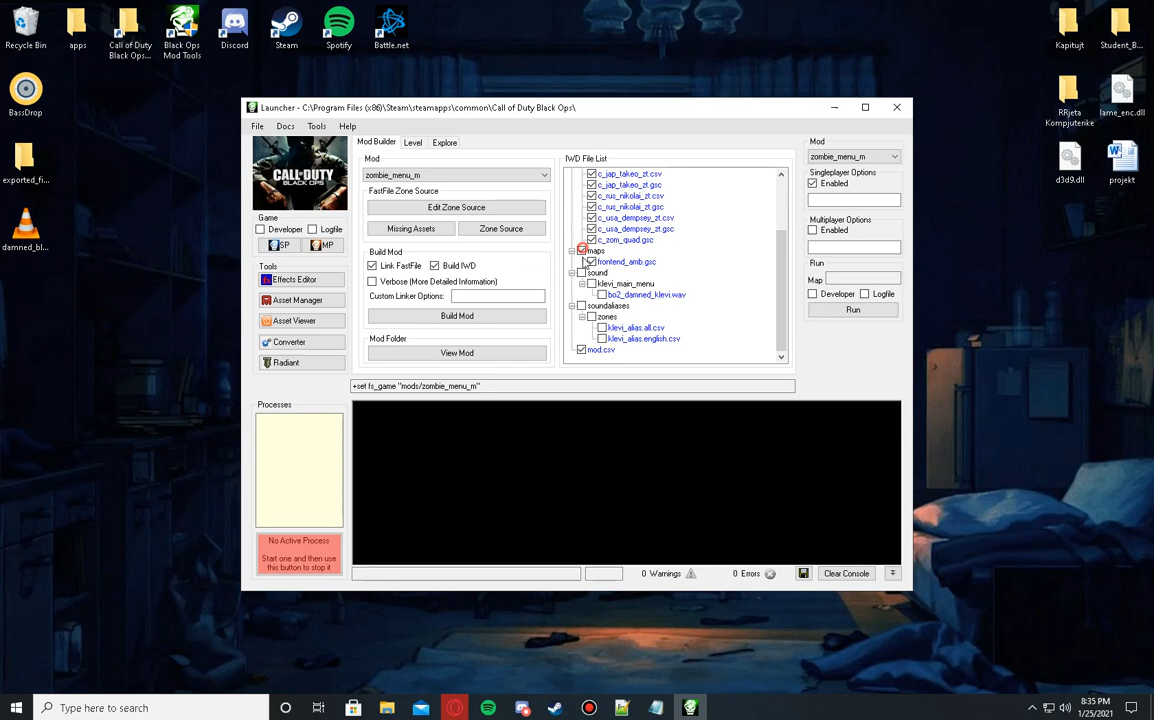 Recycle Bin
apps
Call of Duty
Black Ops...
Black Ops
Mod Tools
Discord
Steam
Spotify
Battle.net
Kapitujt
Student_B...
BassDrop
RRjeta
Kompjuterike
lame_enc.dll
exported_fi...
d3d9.dll
projekt
damned_bl...
Launcher - C:\Program Files (x86)\Steam\steamapps\common\Call of Duty Black Ops\
File
Docs
Tools
Help
CALL OF DUTY
BLACK OPS
Game
Developer
Logfile
SP
MP
Tools
Effects Editor
Asset Manager
Asset Viewer
Converter
Radiant
Processes
No Active Process
Start one and then use
this button to stop it
Mod Builder
Level
Explore
Mod
zombie_menu_m
FastFile Zone Source
Edit Zone Source
Missing Assets
Zone Source
Build Mod
Link FastFile
Build IWD
Verbose (More Detailed Information)
Custom Linker Options:
Build Mod
Mod Folder
View Mod
IWD File List
c_jap_takeo_zt.csv
c_jap_takeo_zt.gsc
c_rus_nikolai_zt.csv
c_rus_nikolai_zt.gsc
c_usa_dempsey_zt.csv
c_usa_dempsey_zt.gsc
c_zom_quad.gsc
maps
frontend_amb.gsc
sound
klevi_main_menu
bo2_damned_klevi.wav
soundaliases
zones
klevi_alias.all.csv
klevi_alias.english.csv
mod.csv
Mod
zombie_menu_m
Singleplayer Options
Enabled
Multiplayer Options
Enabled
Run
Map
Developer
Logfile
Run
+set fs_game "mods/zombie_menu_m"
0 Warnings
0 Errors
Clear Console
Type here to search
8:35 PM
1/25/2021